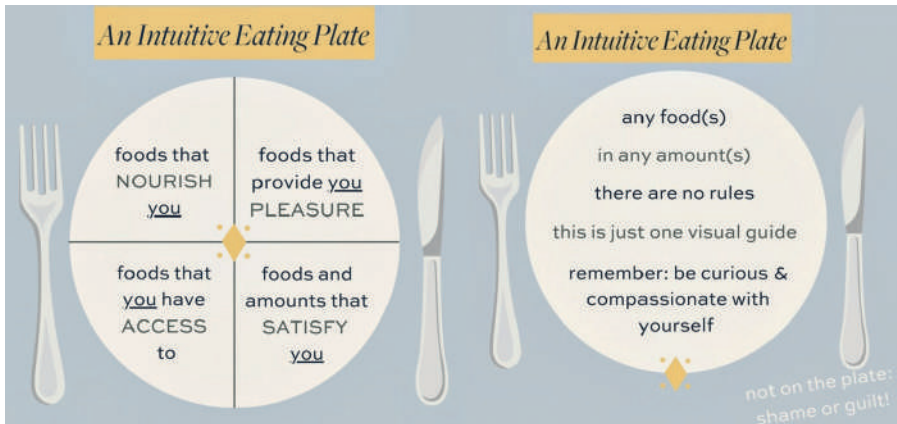 An Intuitive Eating Plate
foods that
NOURISH
you
foods that
provide you
PLEASURE
foods that
you have
ACCESS
to
foods and
amounts that
SATISFY
you
An Intuitive Eating Plate
any food(s)
in any amount(s)
there are no rules
this is just one visual guide
remember: be curious &
compassionate with
yourself
not on the plate:
shame or guilt!